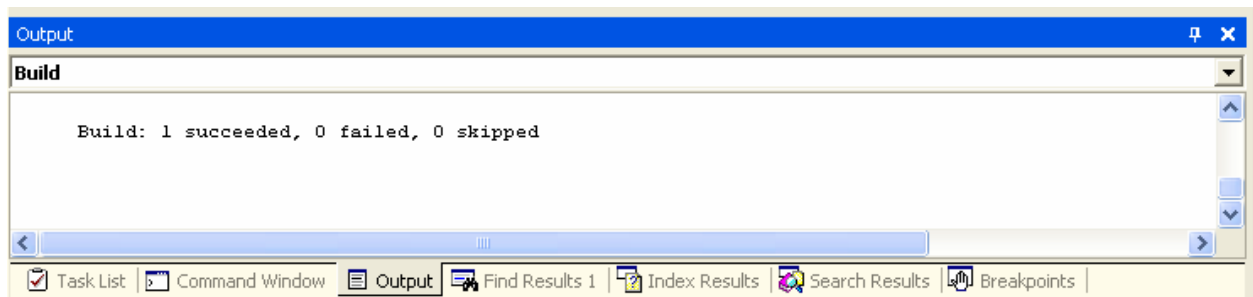 Output
Build
Build: 1 succeeded, 0 failed, 0 skipped
Task List Command Window Output Find Results 1 Index Results Search Results Breakpoints